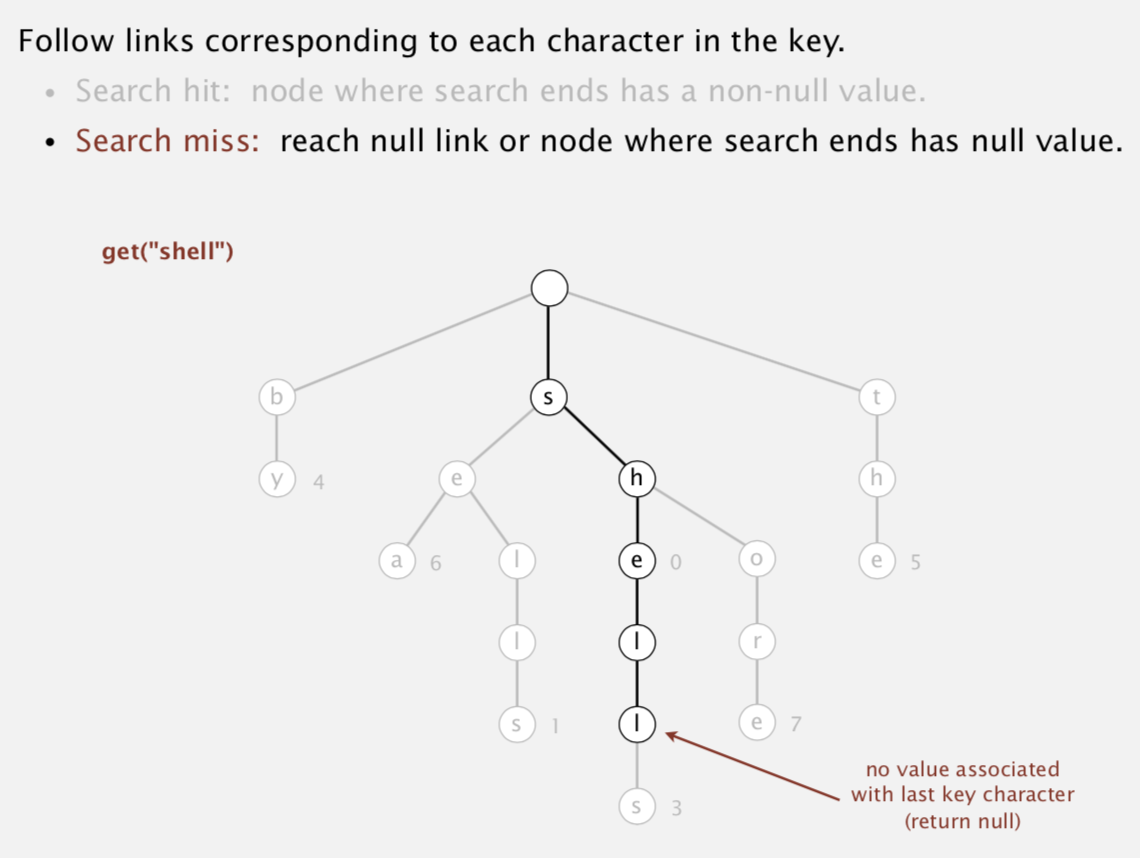 Follow links corresponding to each character in the key.
• Search hit: node where search ends has a non-null value.
• Search miss: reach null link or node where search ends has null value.
get("shell")
b s t
y 4 e h h
a 6 l e 0 o e 5
l l r
s 1 l e 7
no value associated
with last key character
(return null)
s 3